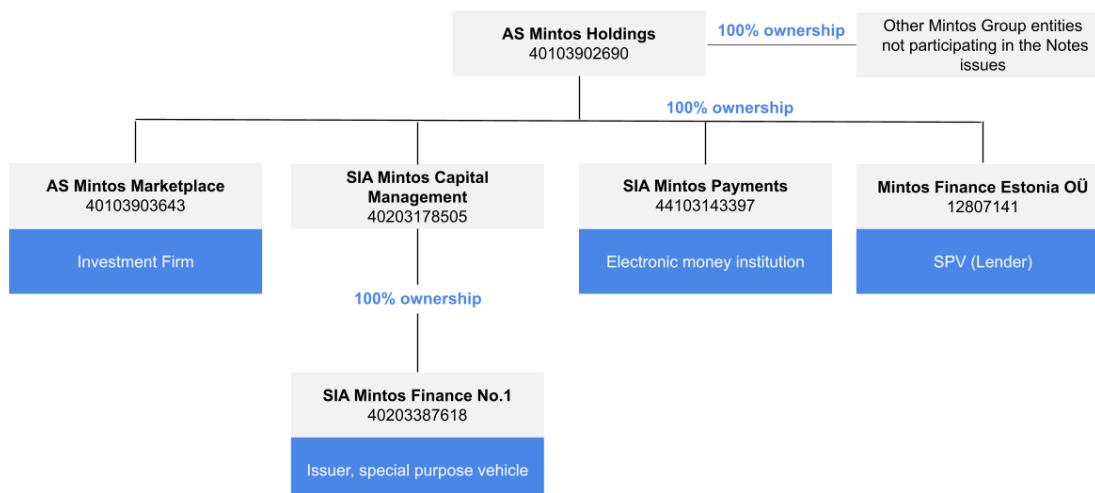 AS Mintos Holdings
40103902690
100% ownership
Other Mintos Group entities
not participating in the Notes
issues
100% ownership
AS Mintos Marketplace
40103903643
Investment Firm
SIA Mintos Capital
Management
40203178505
SIA Mintos Payments
44103143397
Electronic money institution
Mintos Finance Estonia OÜ
12807141
SPV (Lender)
100% ownership
SIA Mintos Finance No.1
40203387618
Issuer, special purpose vehicle